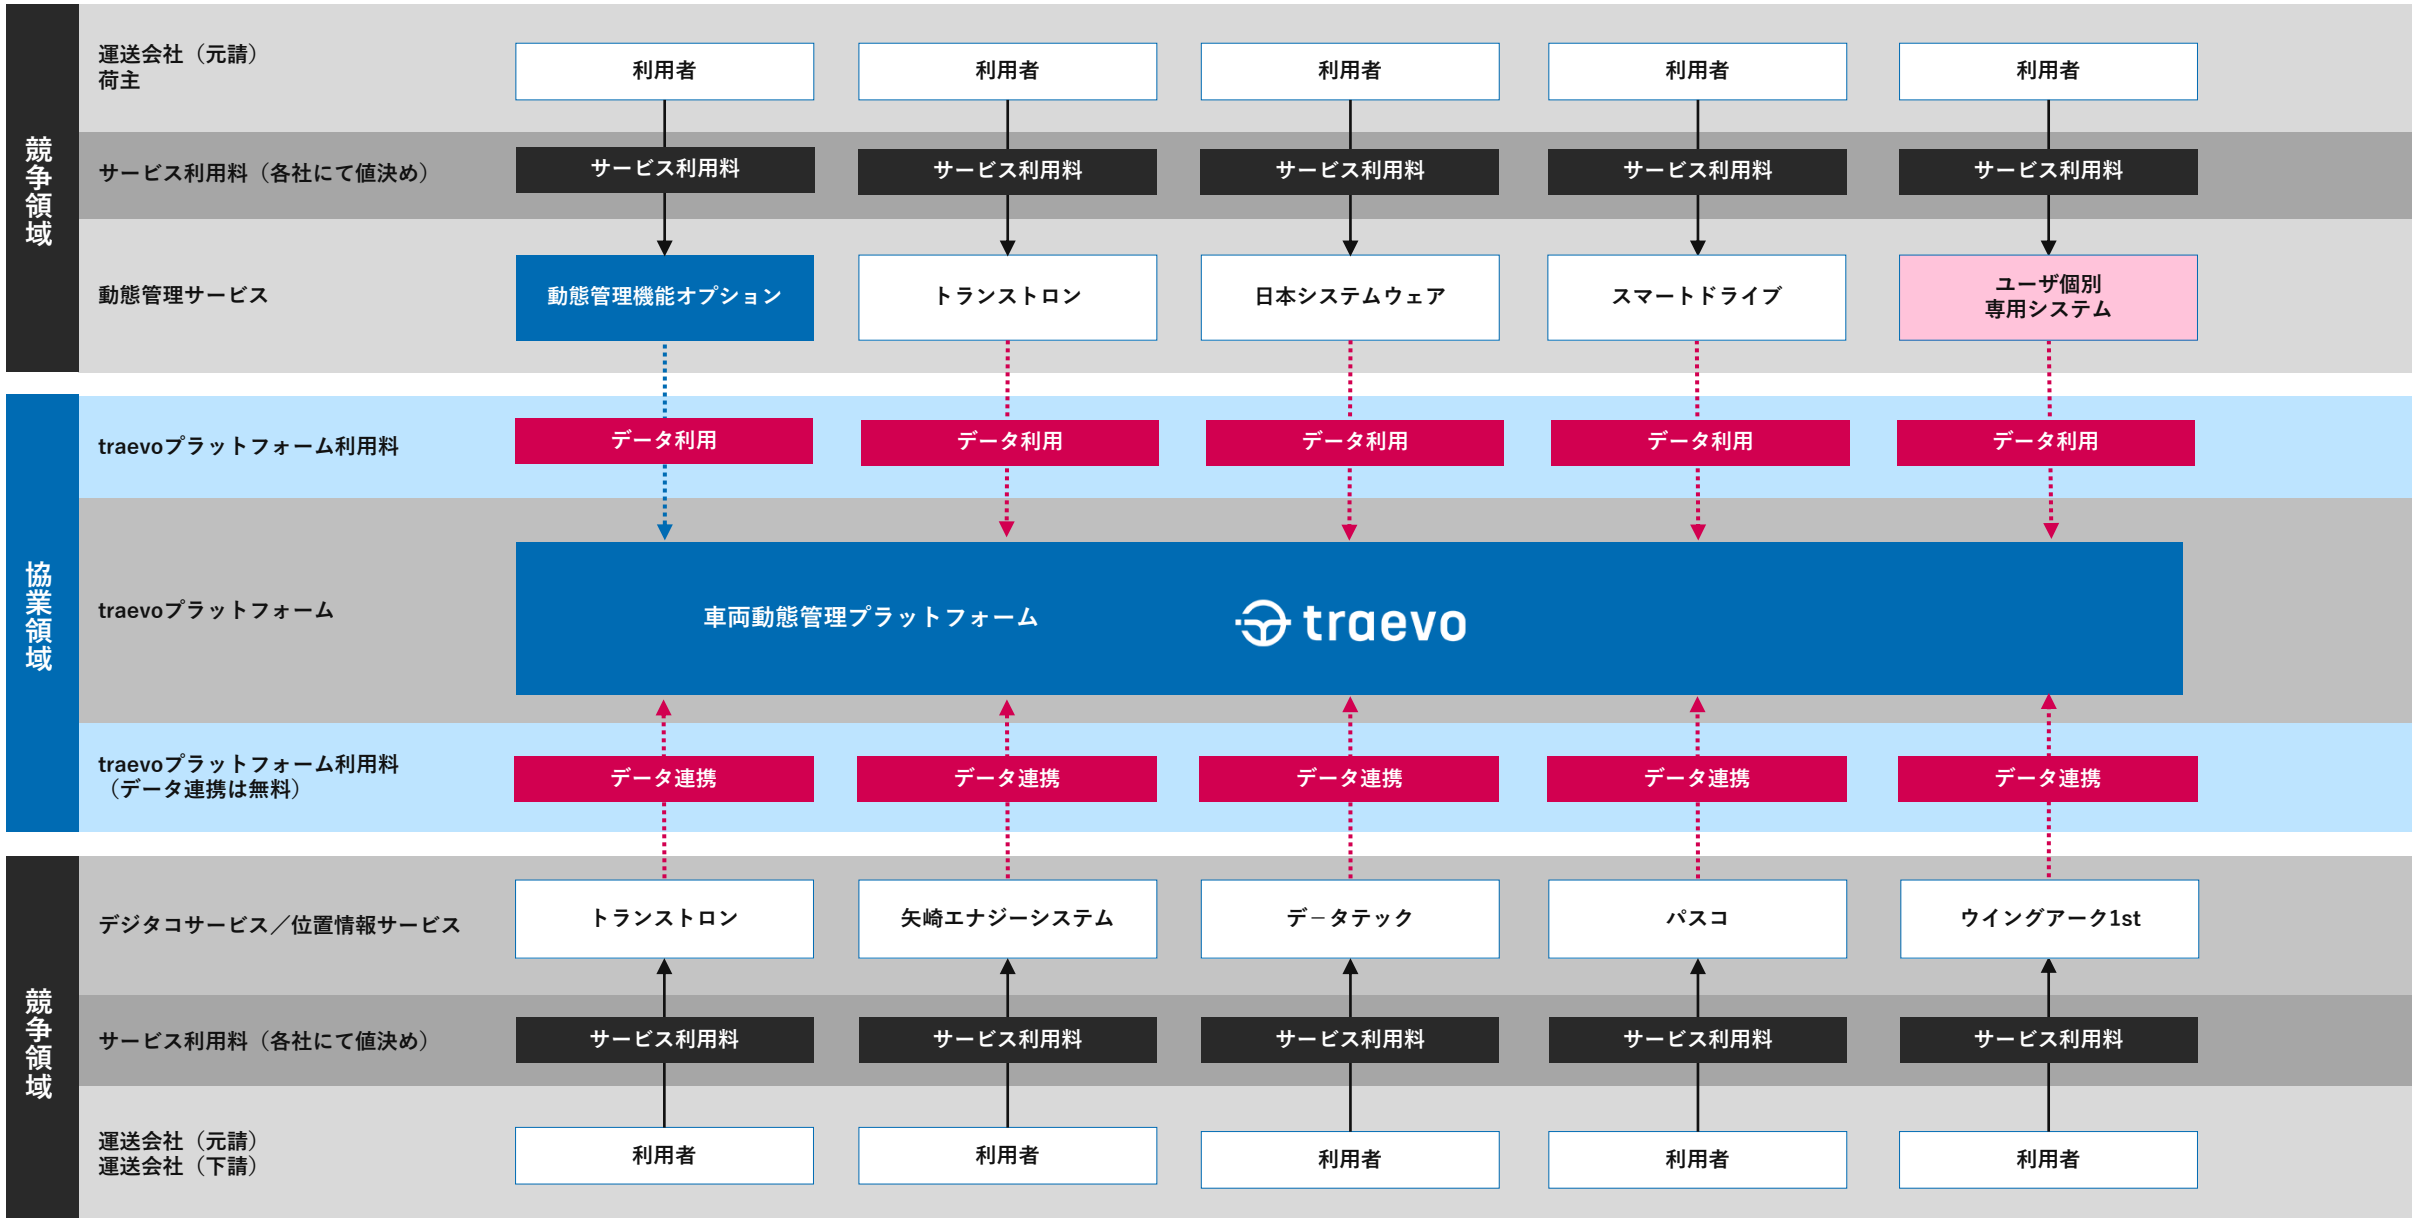 競争領域
運送会社（元請）
荷主
利用者
利用者
利用者
利用者
利用者
サービス利用料（各社にて値決め）
サービス利用料
サービス利用料
サービス利用料
サービス利用料
サービス利用料
動態管理サービス
動態管理機能オプション
トランストロン
日本システムウェア
スマートドライブ
ユーザ個別
専用システム
協業領域
traevoプラットフォーム利用料
データ利用
データ利用
データ利用
データ利用
データ利用
traevoプラットフォーム
車両動態管理プラットフォーム
traevo
traevoプラットフォーム利用料
（データ連携は無料）
データ連携
データ連携
データ連携
データ連携
データ連携
競争領域
デジタコサービス／位置情報サービス
トランストロン
矢崎エナジーシステム
デ−タテック
パスコ
ウイングアーク1st
サービス利用料（各社にて値決め）
サービス利用料
サービス利用料
サービス利用料
サービス利用料
サービス利用料
運送会社（元請）
運送会社（下請）
利用者
利用者
利用者
利用者
利用者